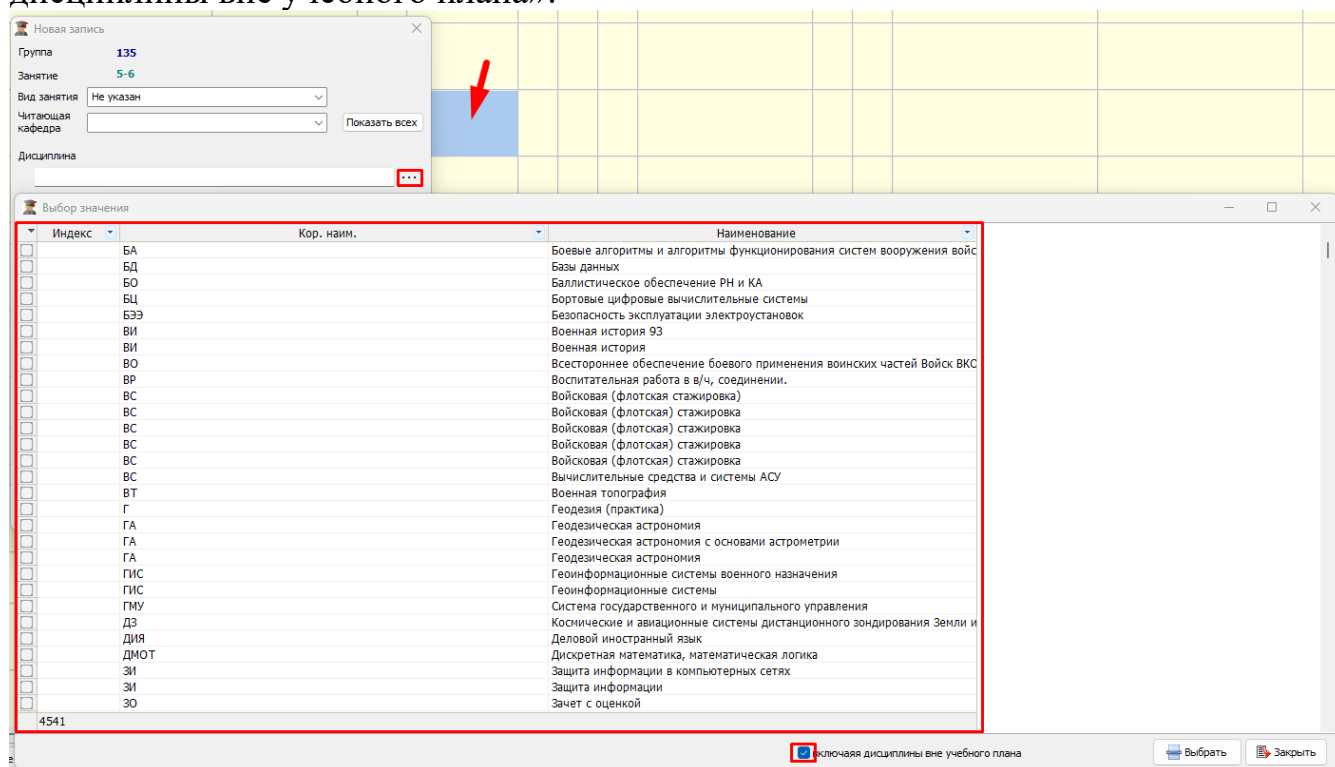 дисциплины вне учебного плана».
Новая запись
Группа 135
Занятие 5-6
Вид занятия Не указан
Читающая кафедра Показать всех
Дисциплина
...
Выбор значения
Индекс Кор. наим. Наименование
БА Боевые алгоритмы и алгоритмы функционирования систем вооружения войс
БД Базы данных
БО Баллистическое обеспечение РН и КА
БЦ Бортовые цифровые вычислительные системы
БЭЭ Безопасность эксплуатации электроустановок
ВИ Военная история 93
ВИ Военная история
ВО Всестороннее обеспечение боевого применения воинских частей Войск ВКО
ВР Воспитательная работа в в/ч, соединении.
ВС Войсковая (флотская стажировка)
ВС Войсковая (флотская) стажировка
ВС Войсковая (флотская) стажировка
ВС Войсковая (флотская) стажировка
ВС Войсковая (флотская) стажировка
ВС Вычислительные средства и системы АСУ
ВТ Военная топография
Г Геодезия (практика)
ГА Геодезическая астрономия
ГА Геодезическая астрономия с основами астрометрии
ГА Геодезическая астрономия
ГИС Геоинформационные системы военного назначения
ГИС Геоинформационные системы
ГМУ Система государственного и муниципального управления
ДЗ Космические и авиационные системы дистанционного зондирования Земли и
ДИЯ Деловой иностранный язык
ДМОТ Дискретная математика, математическая логика
ЗИ Защита информации в компьютерных сетях
ЗИ Защита информации
ЗО Зачет с оценкой
4541
включаяя дисциплины вне учебного плана Выбрать Закрыть